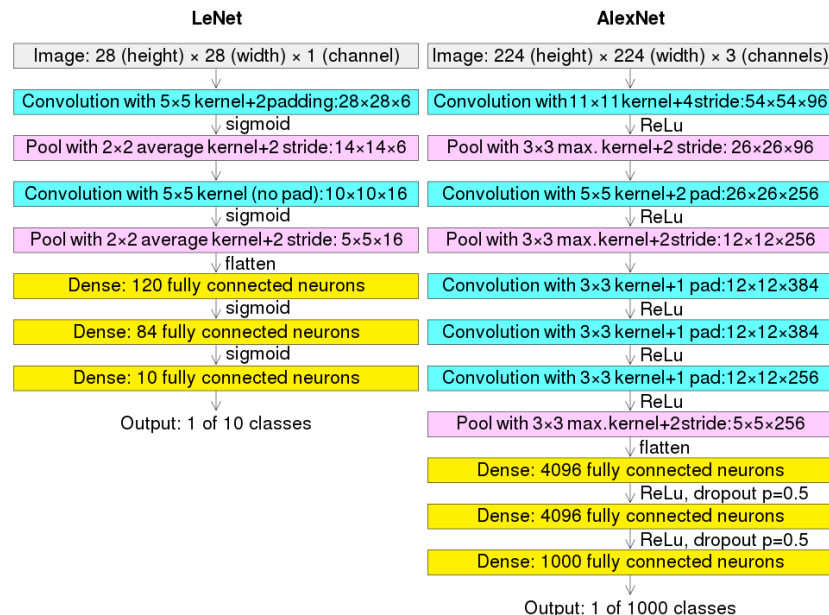 LeNet
Image: 28 (height) × 28 (width) × 1 (channel)
Convolution with 5×5 kernel+2padding:28×28×6
sigmoid
Pool with 2×2 average kernel+2 stride:14×14×6
Convolution with 5×5 kernel (no pad):10×10×16
sigmoid
Pool with 2×2 average kernel+2 stride: 5×5×16
flatten
Dense: 120 fully connected neurons
sigmoid
Dense: 84 fully connected neurons
sigmoid
Dense: 10 fully connected neurons
Output: 1 of 10 classes
AlexNet
Image: 224 (height) × 224 (width) × 3 (channels)
Convolution with 11×11 kernel+4 stride:54×54×96
ReLu
Pool with 3×3 max. kernel+2 stride: 26×26×96
Convolution with 5×5 kernel+2 pad:26×26×256
ReLu
Pool with 3×3 max.kernel+2stride:12×12×256
Convolution with 3×3 kernel+1 pad:12×12×384
ReLu
Convolution with 3×3 kernel+1 pad:12×12×384
ReLu
Convolution with 3×3 kernel+1 pad:12×12×256
ReLu
Pool with 3×3 max.kernel+2stride:5×5×256
flatten
Dense: 4096 fully connected neurons
ReLu, dropout p=0.5
Dense: 4096 fully connected neurons
ReLu, dropout p=0.5
Dense: 1000 fully connected neurons
Output: 1 of 1000 classes